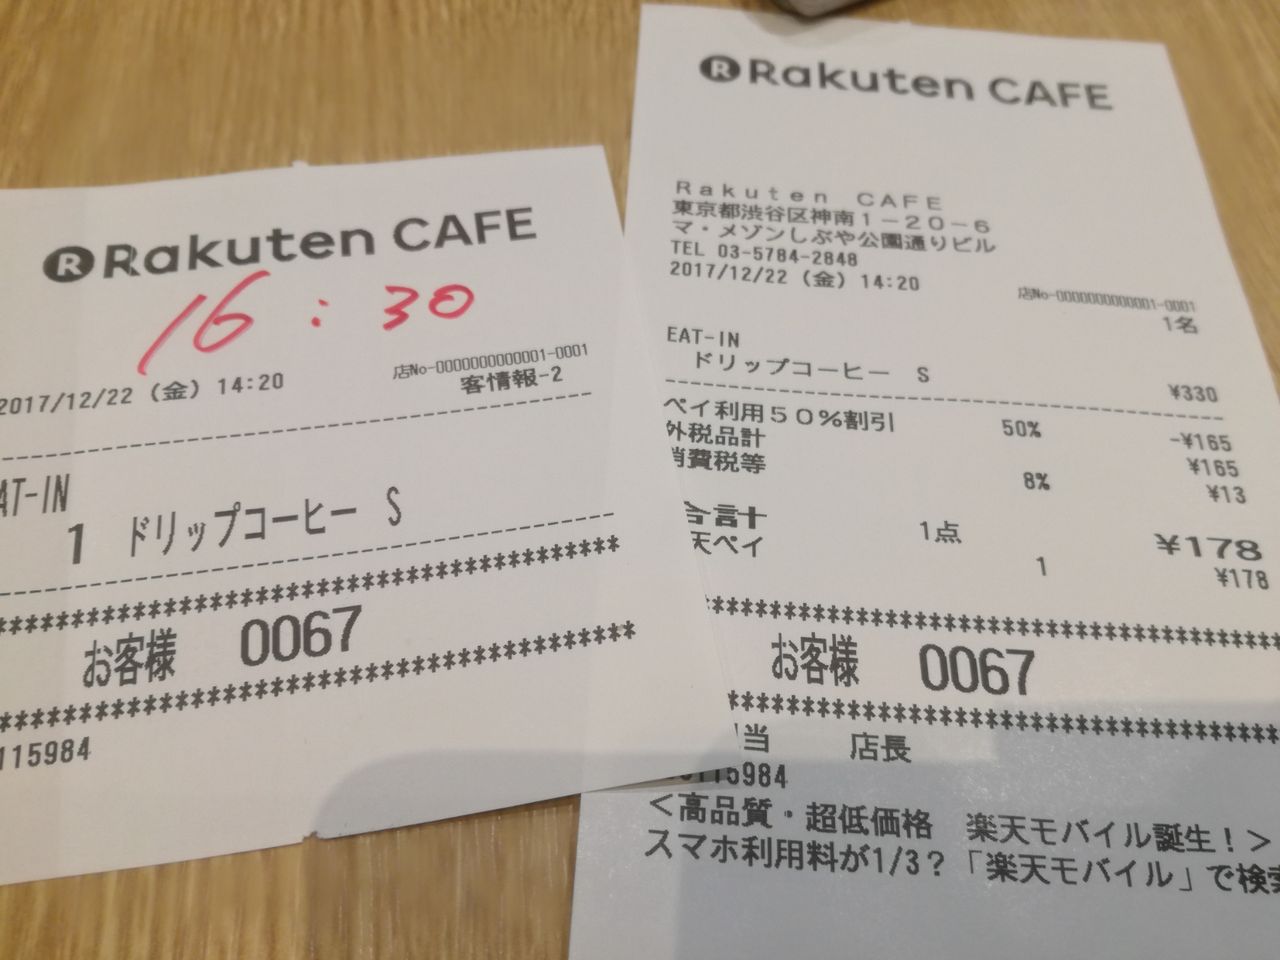 Rakuten CAFE
16:30
2017/12/22 (金) 14:20
店No-0000000000001-0001
客情報-2
AT-IN
1 ドリップコーヒー S
お客様 0067
115984
Rakuten CAFE
Rakuten CAFE
東京都渋谷区神南1-20-6
マ・メゾンしぶや公園通りビル
TEL 03-5784-2848
2017/12/22 (金) 14:20
店No-0000000000001-0001
1名
EAT-IN
ドリップコーヒー S ¥330
ペイ利用50%割引 50% -¥165
外税品計 ¥165
消費税等 8% ¥13
合計 1点 ¥178
天ペイ 1 ¥178
お客様 0067
当 店長
115984
<高品質・超低価格 楽天モバイル誕生!>
スマホ利用料が1/3?「楽天モバイル」で検索